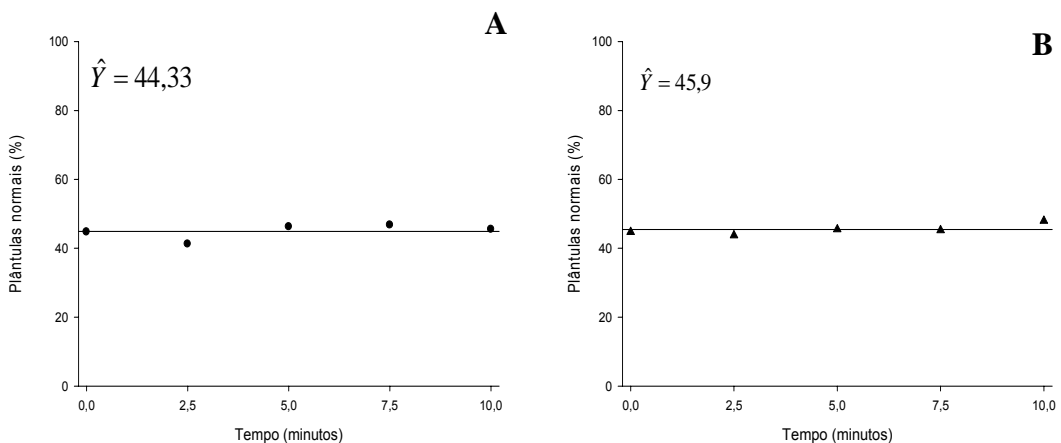 A
Ŷ = 44,33
Plântulas normais (%)
100
80
60
40
20
0
0,0 2,5 5,0 7,5 10,0
Tempo (minutos)
B
Ŷ = 45,9
Plântulas normais (%)
100
80
60
40
20
0
0,0 2,5 5,0 7,5 10,0
Tempo (minutos)